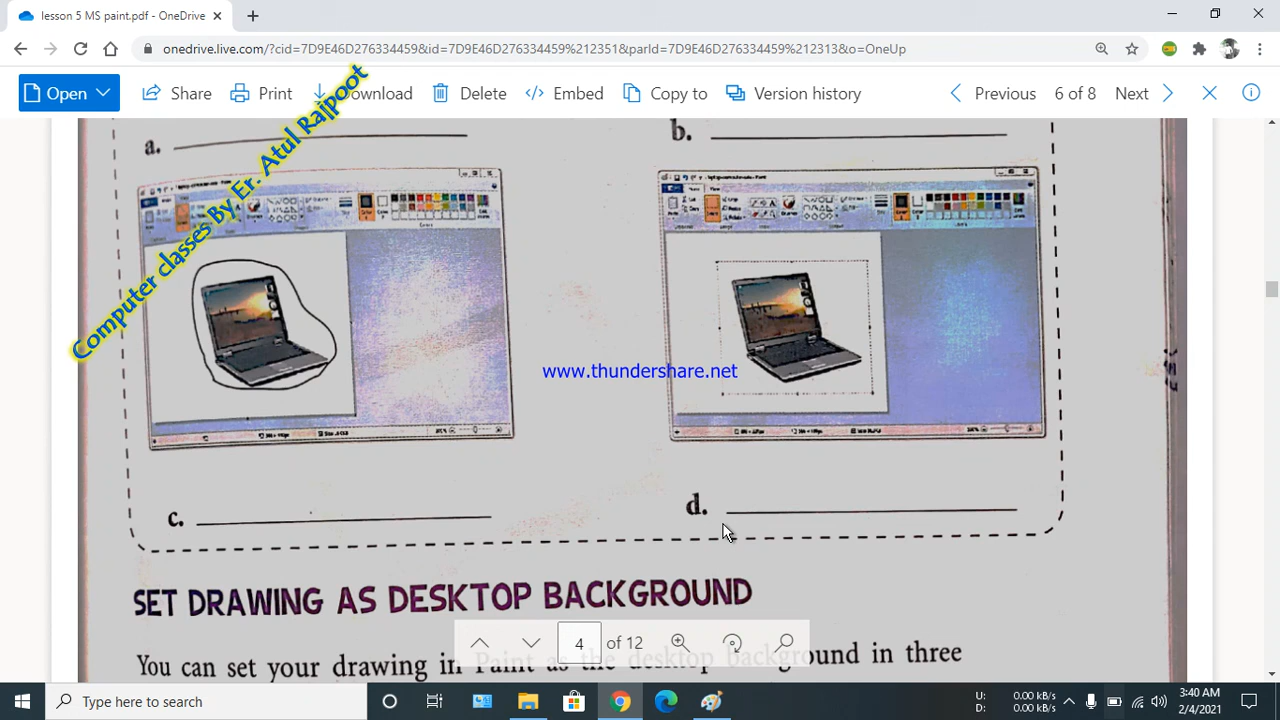 lesson 5 MS paint.pdf - OneDrive
onedrive.live.com/?cid=7D9E46D276334459&id=7D9E46D276334459%212351&parId=7D9E46D276334459%212313&o=OneUp
Open Share Print Download Delete Embed Copy to Version history Previous 6 of 8 Next
Computer classes By Er. Atul Rajpoot
a. b.
www.thundershare.net
c. d.
SET DRAWING AS DESKTOP BACKGROUND
You can set your drawing in Paint as the desktop background in three
4 of 12
Type here to search
U: 0.00 kB/s
D: 0.00 kB/s
3:40 AM
2/4/2021